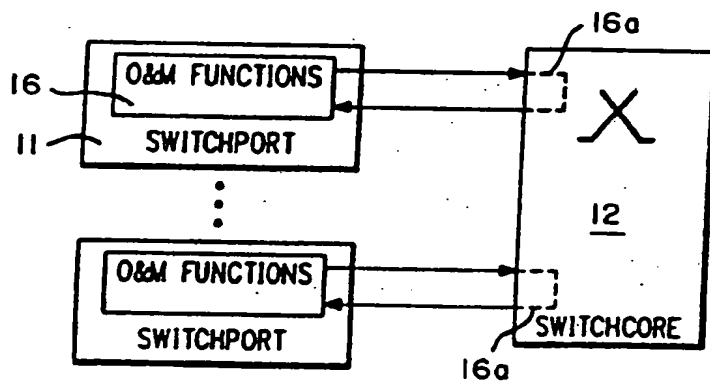 16a
O&M FUNCTIONS
16
SWITCHPORT
11
12
O&M FUNCTIONS
SWITCHPORT
SWITCHCORE
16a